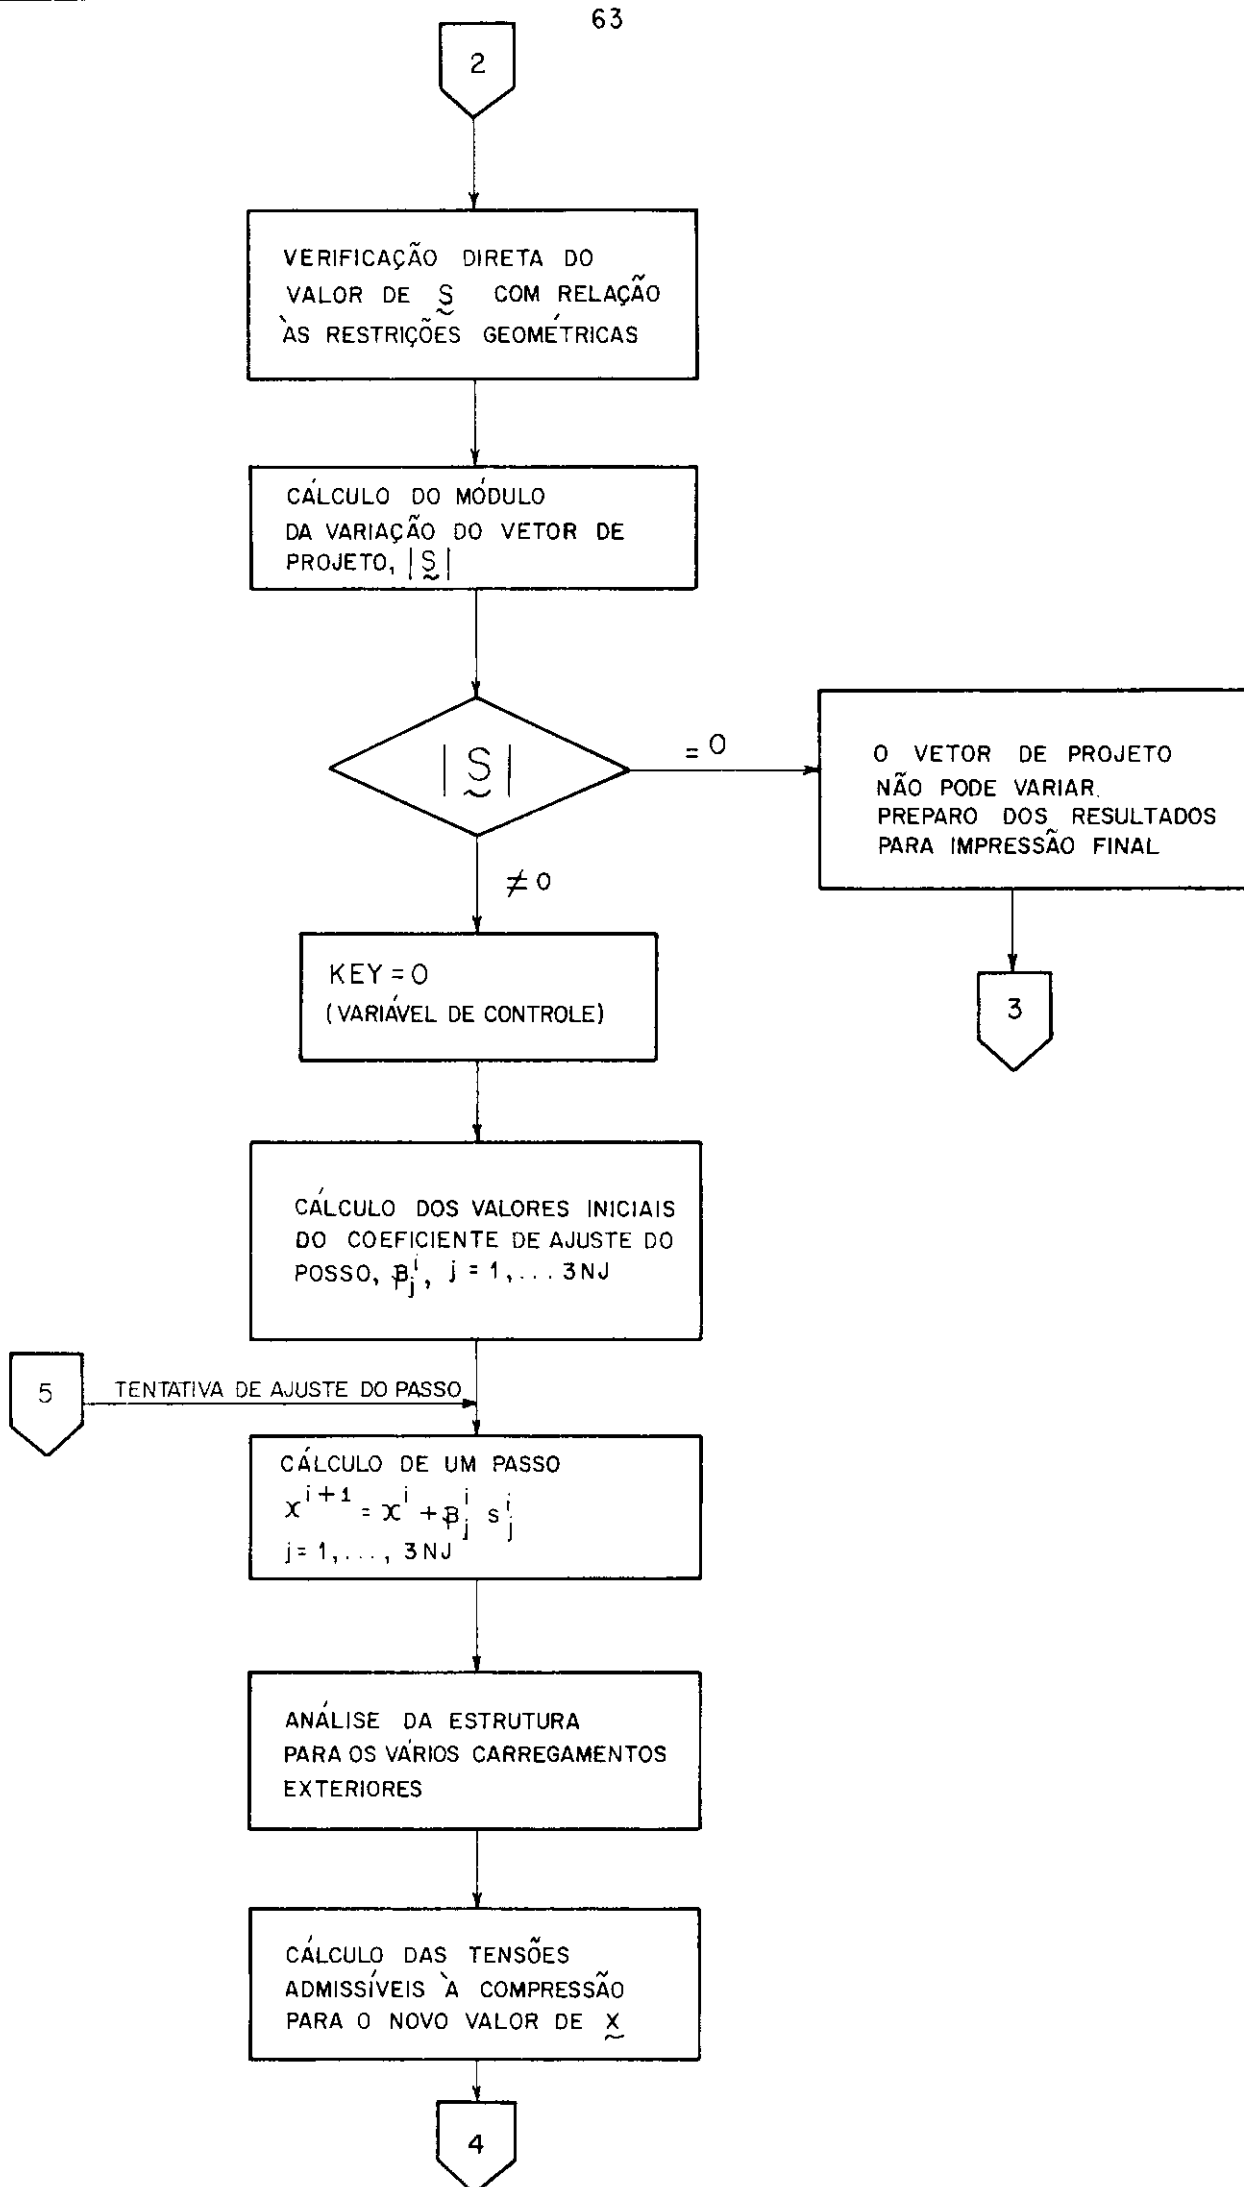 63
2
VERIFICAÇÃO DIRETA DO
VALOR DE S̰ COM RELAÇÃO
ÀS RESTRIÇÕES GEOMÉTRICAS
CÁLCULO DO MÓDULO
DA VARIAÇÃO DO VETOR DE
PROJETO, |S̰|
|S̰|
= 0
O VETOR DE PROJETO
NÃO PODE VARIAR.
PREPARO DOS RESULTADOS
PARA IMPRESSÃO FINAL
≠ 0
KEY = 0
(VARIÁVEL DE CONTROLE)
3
CÁLCULO DOS VALORES INICIAIS
DO COEFICIENTE DE AJUSTE DO
POSSO, β_j^i, j = 1,... 3NJ
5
TENTATIVA DE AJUSTE DO PASSO
CÁLCULO DE UM PASSO
x^{i+1} = x^i + β_j^i s_j^i
j = 1,..., 3NJ
ANÁLISE DA ESTRUTURA
PARA OS VÁRIOS CARREGAMENTOS
EXTERIORES
CÁLCULO DAS TENSÕES
ADMISSÍVEIS À COMPRESSÃO
PARA O NOVO VALOR DE X̰
4